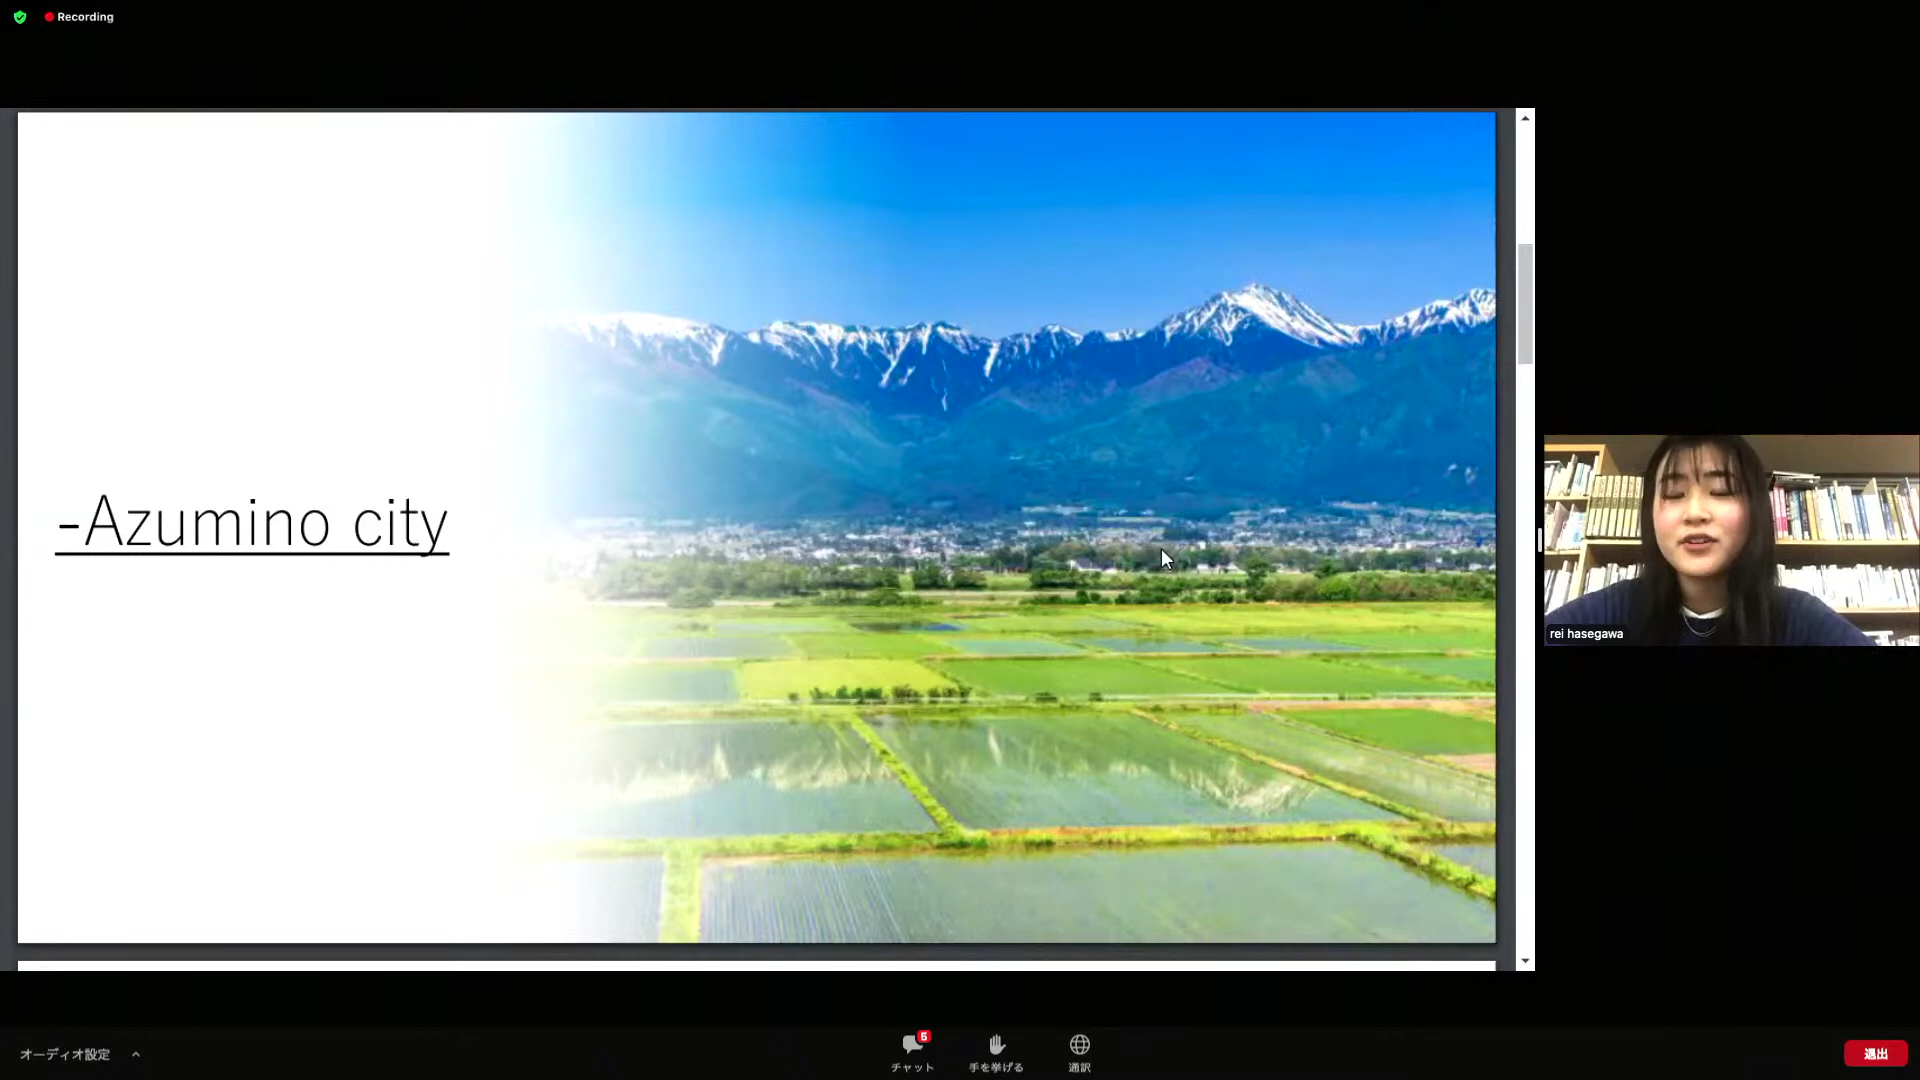 Recording
-Azumino city
rei hasegawa
オーディオ設定
5
チャット
手を挙げる
通訳
退出